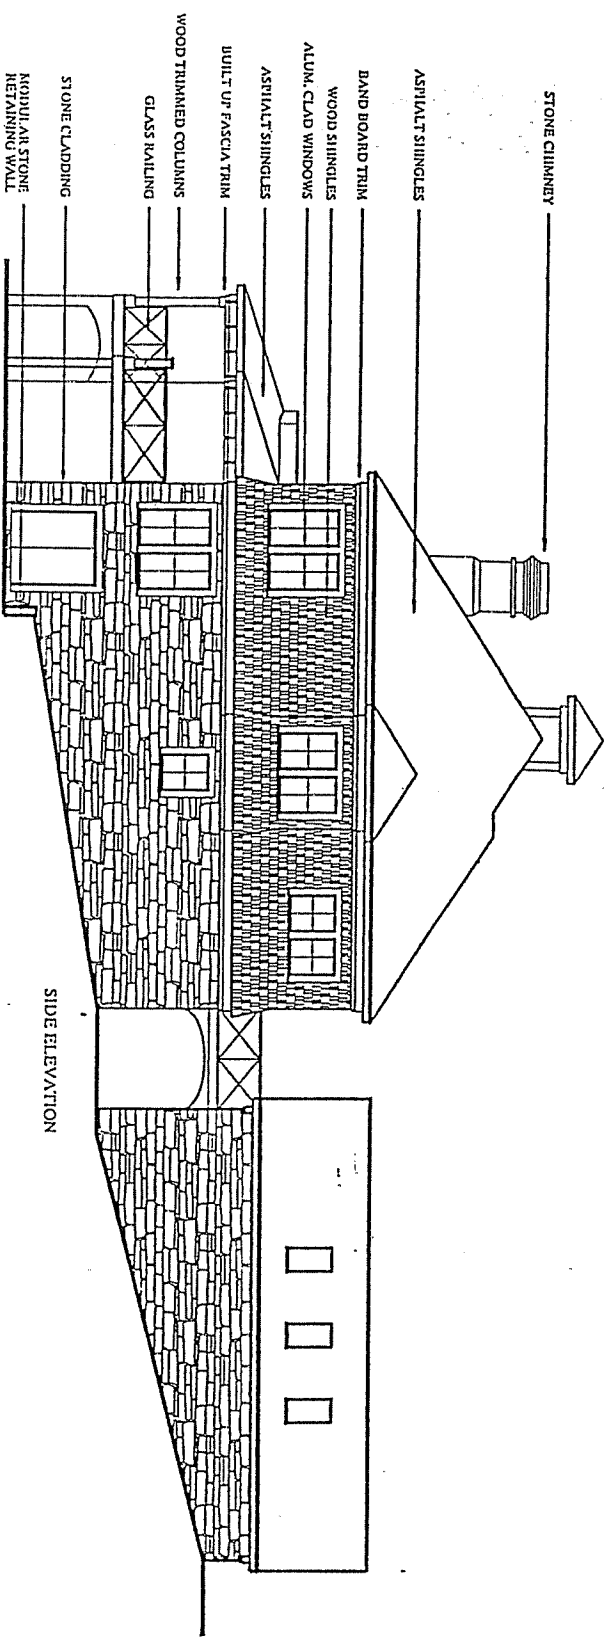 STONE CHIMNEY
ASPHALT SHINGLES
BAND BOARD TRIM
WOOD SHINGLES
ALUM. CLAD WINDOWS
ASPHALT SHINGLES
BUILT UP FASCIA TRIM
WOOD TRIMMED COLUMNS
GLASS RAILING
STONE CLADDING
MODULAR STONE
RETAINING WALL
SIDE ELEVATION